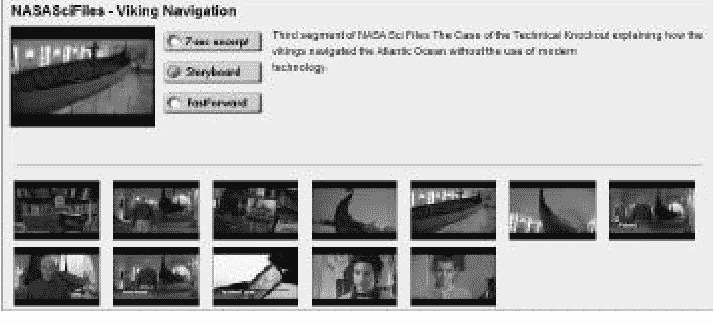 NASASciFiles - Viking Navigation
7 sec excerpt
Storyboard
FastForward
Third segment of NASA Sci Files The Case of the Technical Knockout explaining how the
vikings navigated the Atlantic Ocean without the use of modern
technology.